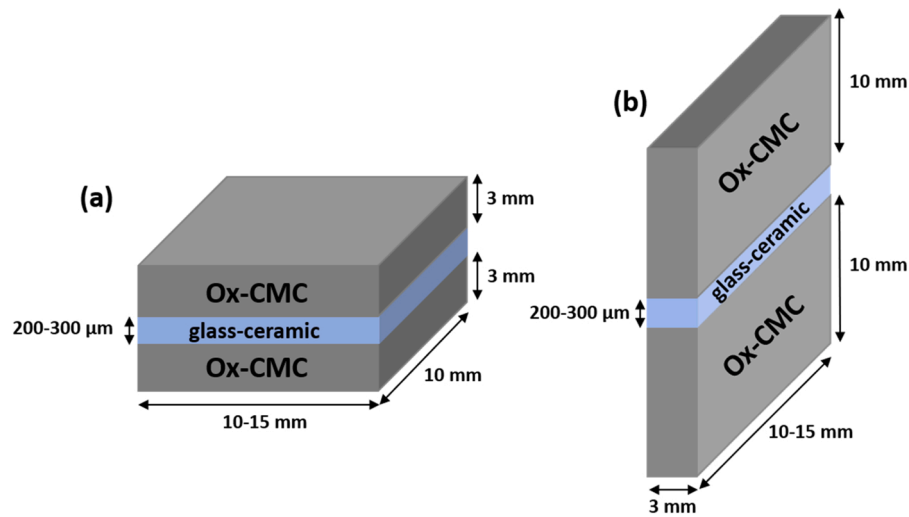 (a)
3 mm
3 mm
Ox-CMC
200-300 µm
glass-ceramic
Ox-CMC
10 mm
10-15 mm
(b)
10 mm
Ox-CMC
glass-ceramic
10 mm
200-300 µm
Ox-CMC
10-15 mm
3 mm